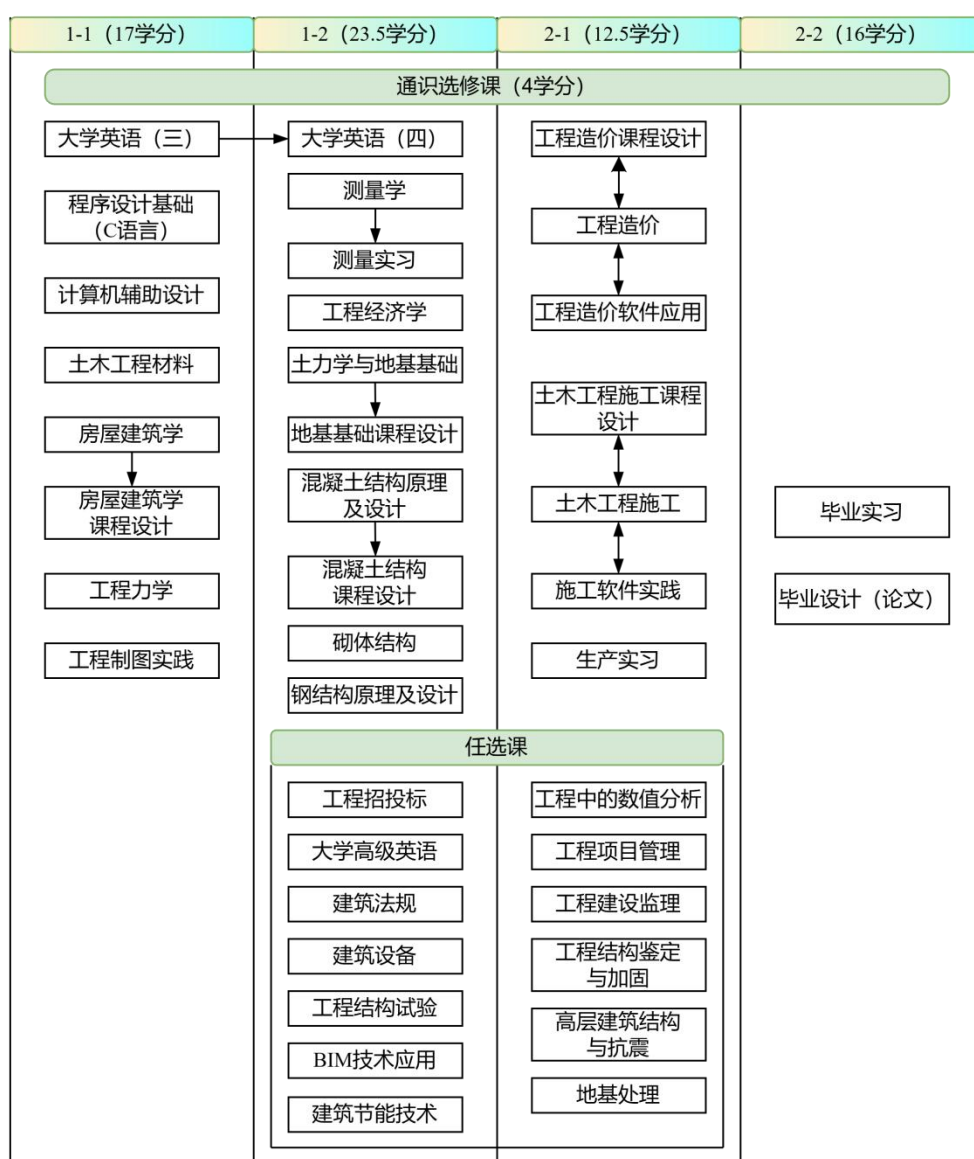 1-1（17学分）
1-2（23.5学分）
2-1（12.5学分）
2-2（16学分）
通识选修课（4学分）
大学英语（三）
程序设计基础
（C语言）
计算机辅助设计
土木工程材料
房屋建筑学
房屋建筑学
课程设计
工程力学
工程制图实践
大学英语（四）
测量学
测量实习
工程经济学
土力学与地基基础
地基基础课程设计
混凝土结构原理
及设计
混凝土结构
课程设计
砌体结构
钢结构原理及设计
工程造价课程设计
工程造价
工程造价软件应用
土木工程施工课程
设计
土木工程施工
施工软件实践
生产实习
毕业实习
毕业设计（论文）
任选课
工程招投标
大学高级英语
建筑法规
建筑设备
工程结构试验
BIM技术应用
建筑节能技术
工程中的数值分析
工程项目管理
工程建设监理
工程结构鉴定
与加固
高层建筑结构
与抗震
地基处理